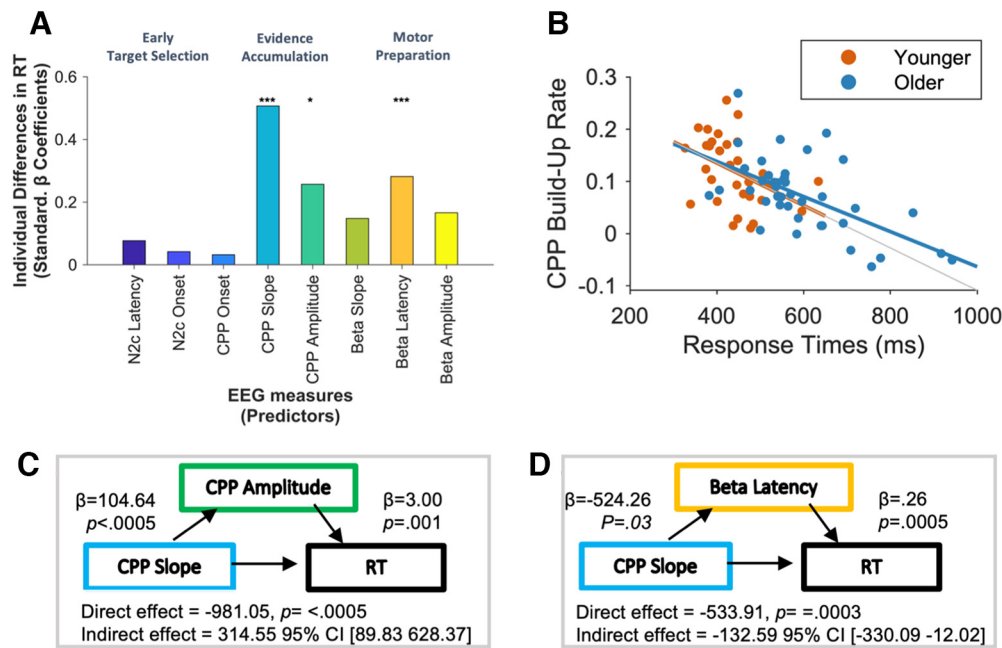 A
Early
Target Selection
Evidence
Accumulation
Motor
Preparation
Individual Differences in RT
(Standard. β Coefficients)
0.6
0.4
0.2
0
***
*
***
N2c Latency
N2c Onset
CPP Onset
CPP Slope
CPP Amplitude
Beta Slope
Beta Latency
Beta Amplitude
EEG measures
(Predictors)
B
Younger
Older
CPP Build-Up Rate
0.3
0.2
0.1
0
-0.1
200
400
600
800
1000
Response Times (ms)
C
CPP Amplitude
β=104.64
p<.0005
β=3.00
p=.001
CPP Slope
RT
Direct effect = -981.05, p= <.0005
Indirect effect = 314.55 95% CI [89.83 628.37]
D
Beta Latency
β=-524.26
P=.03
β=.26
p=.0005
CPP Slope
RT
Direct effect = -533.91, p= =.0003
Indirect effect = -132.59 95% CI [-330.09 -12.02]